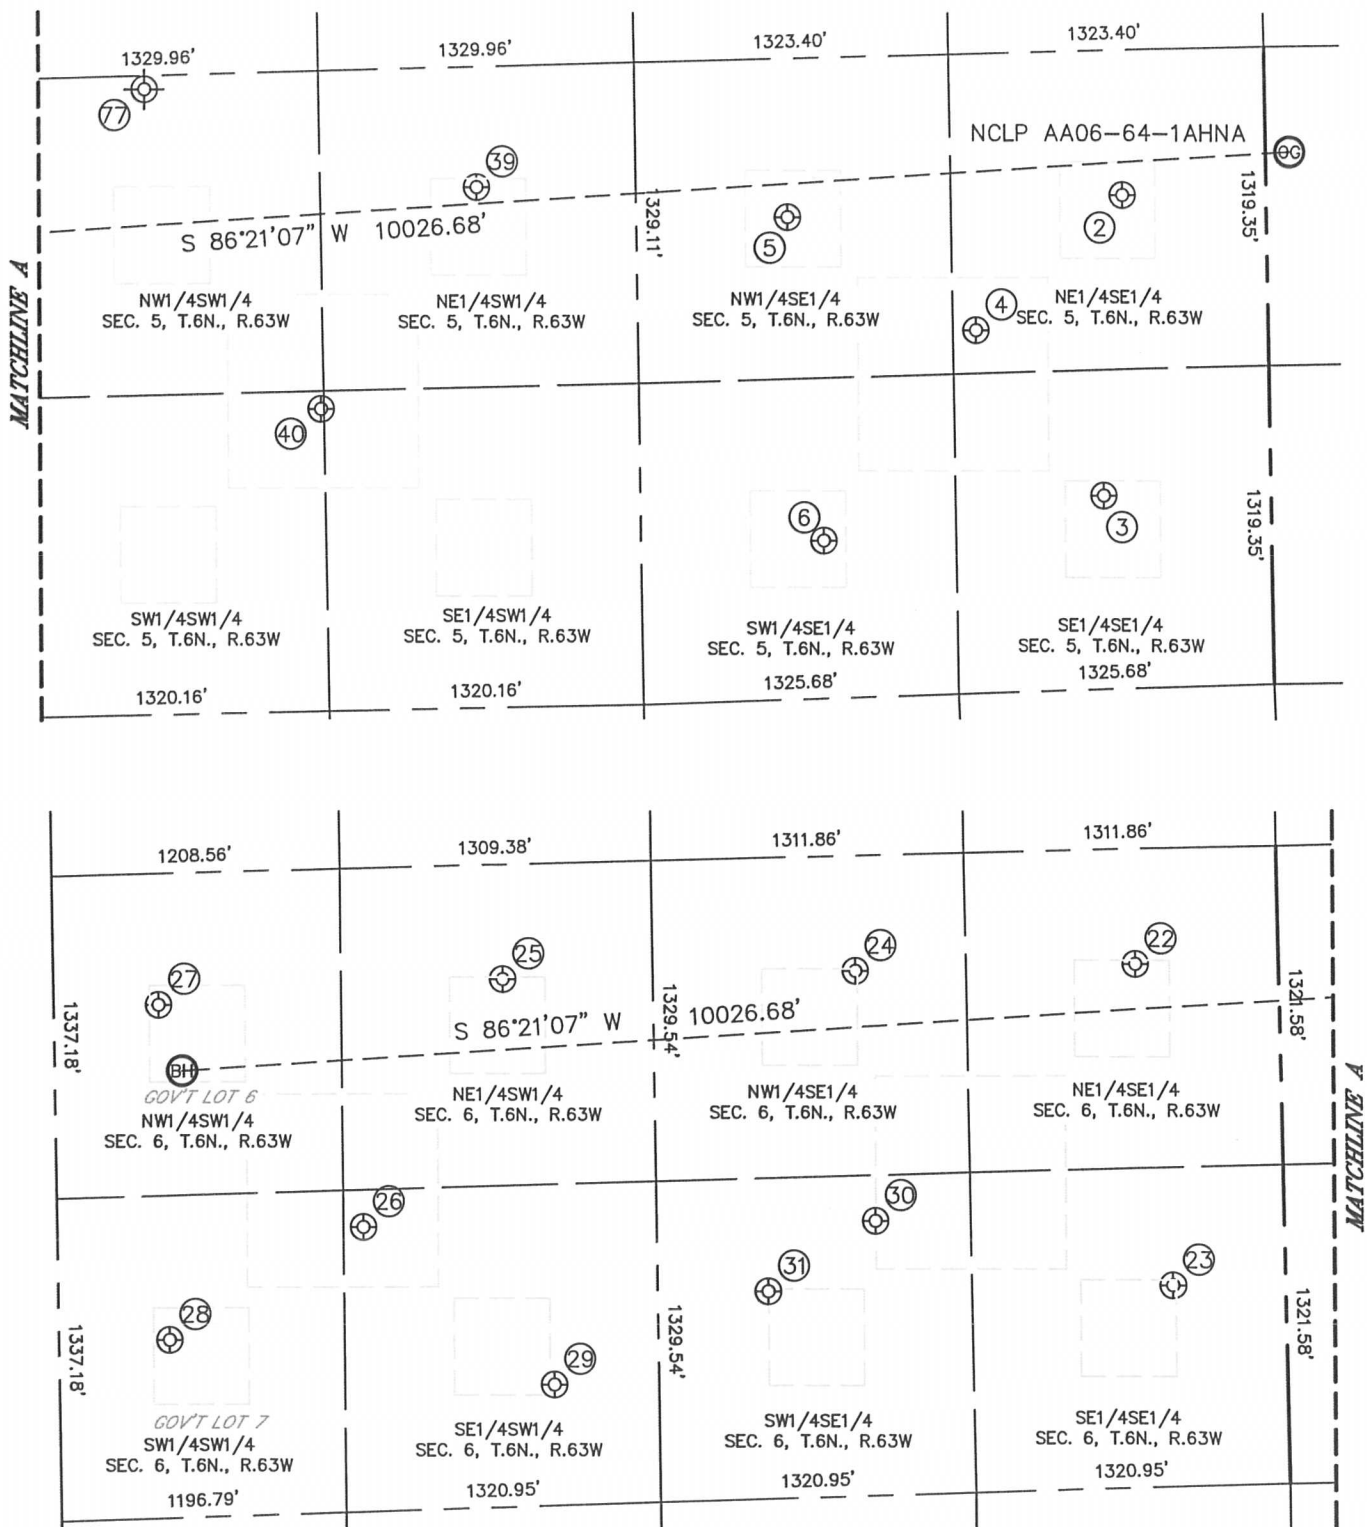 1329.96'
1329.96'
1323.40'
1323.40'
77
39
NCLP AA06-64-1AHNA
OG
S 86°21'07" W 10026.68'
1329.11'
5
2
1319.35'
MATCHLINE A
NW1/4SW1/4
SEC. 5, T.6N., R.63W
NE1/4SW1/4
SEC. 5, T.6N., R.63W
NW1/4SE1/4
SEC. 5, T.6N., R.63W
4
NE1/4SE1/4
SEC. 5, T.6N., R.63W
40
6
3
1319.35'
SW1/4SW1/4
SEC. 5, T.6N., R.63W
SE1/4SW1/4
SEC. 5, T.6N., R.63W
SW1/4SE1/4
SEC. 5, T.6N., R.63W
SE1/4SE1/4
SEC. 5, T.6N., R.63W
1320.16'
1320.16'
1325.68'
1325.68'
1208.56'
1309.38'
1311.86'
1311.86'
27
25
24
22
1337.18'
S 86°21'07" W 10026.68'
1329.54'
1321.58'
BH
GOV'T LOT 6
NW1/4SW1/4
SEC. 6, T.6N., R.63W
NE1/4SW1/4
SEC. 6, T.6N., R.63W
NW1/4SE1/4
SEC. 6, T.6N., R.63W
NE1/4SE1/4
SEC. 6, T.6N., R.63W
MATCHLINE A
26
30
31
23
28
29
1337.18'
1329.54'
1321.58'
GOV'T LOT 7
SW1/4SW1/4
SEC. 6, T.6N., R.63W
SE1/4SW1/4
SEC. 6, T.6N., R.63W
SW1/4SE1/4
SEC. 6, T.6N., R.63W
SE1/4SE1/4
SEC. 6, T.6N., R.63W
1196.79'
1320.95'
1320.95'
1320.95'